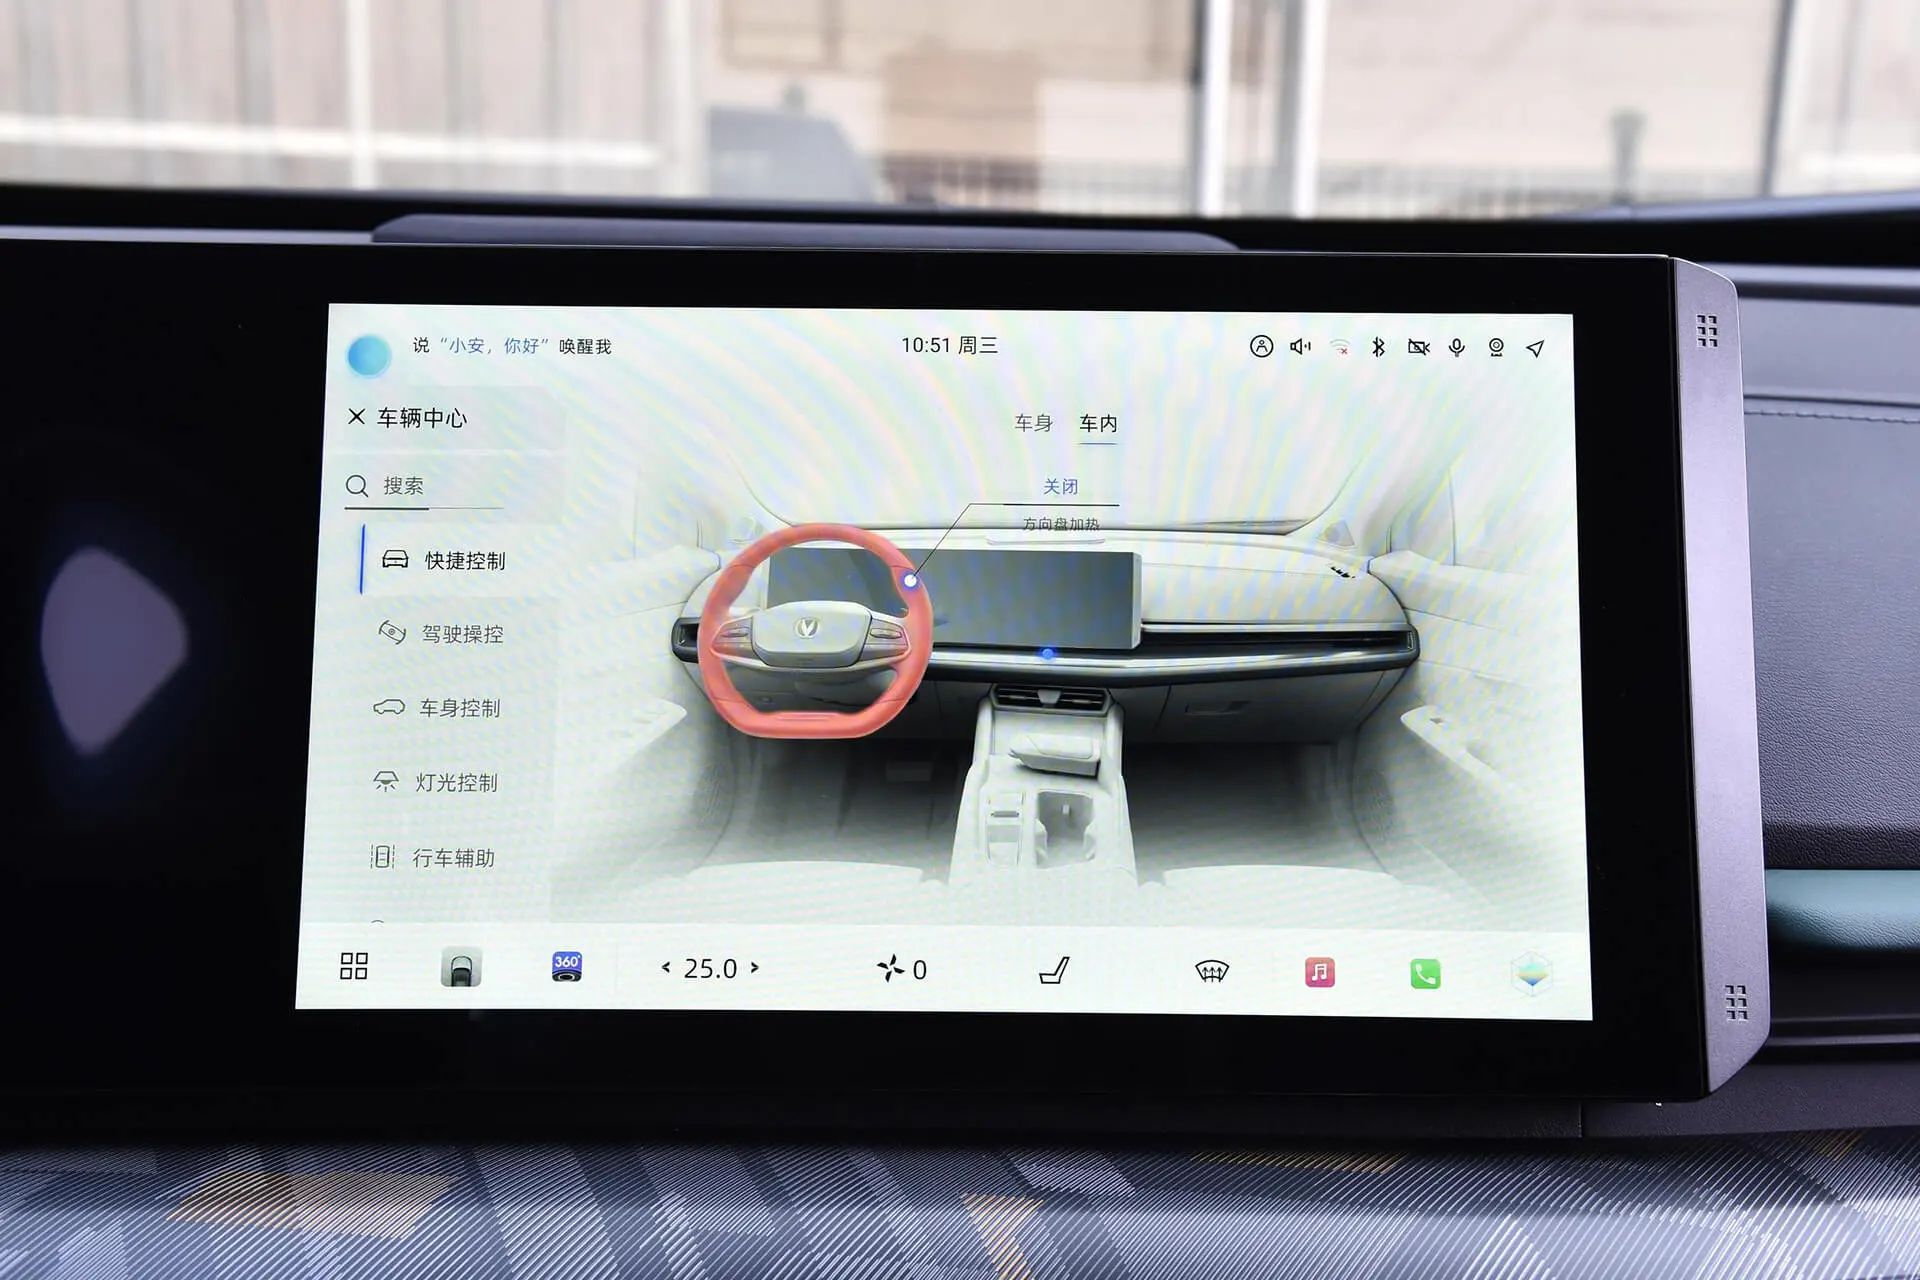 说“小安，你好”唤醒我
10:51 周三
车辆中心
搜索
快捷控制
驾驶操控
车身控制
灯光控制
行车辅助
车身 车内
关闭
方向盘加热
360°
< 25.0 >
0